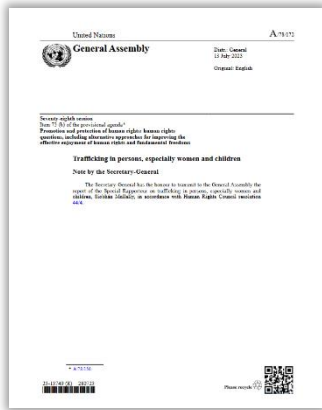 United Nations
A/78/172
General Assembly
Distr.: General
15 July 2023
Original: English
Seventy-eighth session
Item 73 (b) of the provisional agenda*
Promotion and protection of human rights: human rights
questions, including alternative approaches for improving the
effective enjoyment of human rights and fundamental freedoms
Trafficking in persons, especially women and children
Note by the Secretary-General
The Secretary-General has the honour to transmit to the General Assembly the
report of the Special Rapporteur on trafficking in persons, especially women and
children, Siobhán Mullally, in accordance with Human Rights Council resolution
44/4.
* A/78/150.
Please recycle